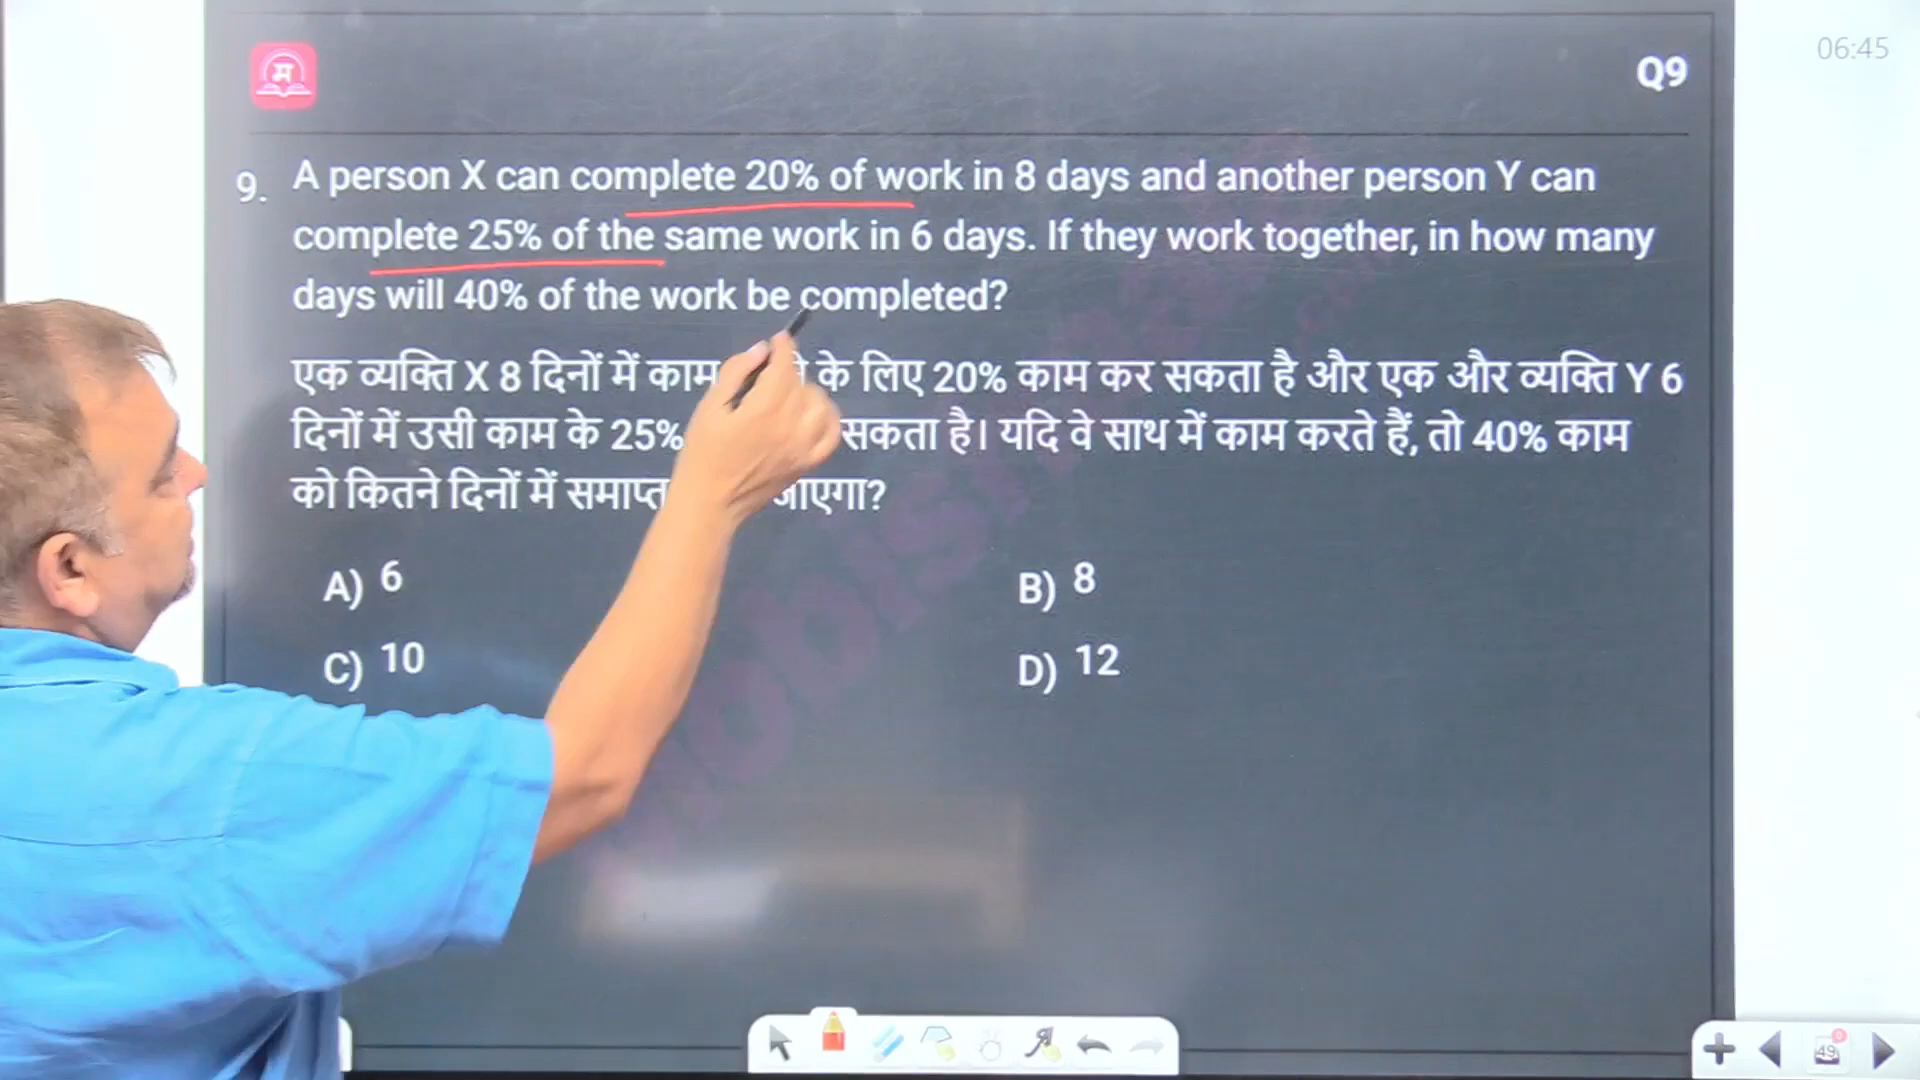 06:45
म
Q9
9. A person X can complete 20% of work in 8 days and another person Y can
complete 25% of the same work in 6 days. If they work together, in how many
days will 40% of the work be completed?
एक व्यक्ति X 8 दिनों में काम के लिए 20% काम कर सकता है और एक और व्यक्ति Y 6
दिनों में उसी काम के 25% सकता है। यदि वे साथ में काम करते हैं, तो 40% काम
को कितने दिनों में समाप्त जाएगा?
A) 6
B) 8
C) 10
D) 12
49